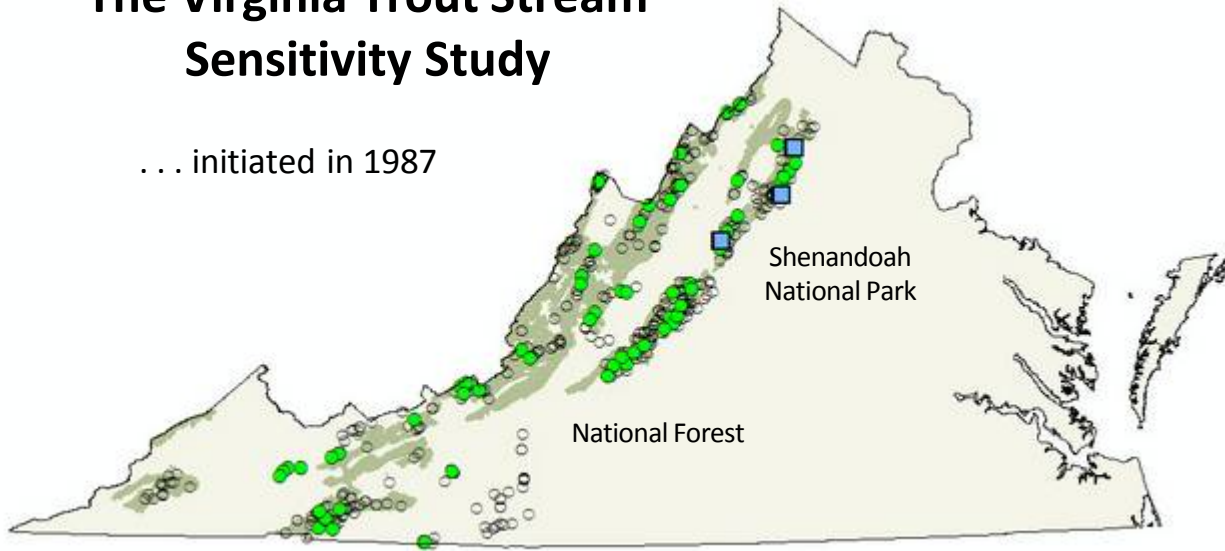 The Virginia Trout Stream
Sensitivity Study
. . . initiated in 1987
Shenandoah
National Park
National Forest